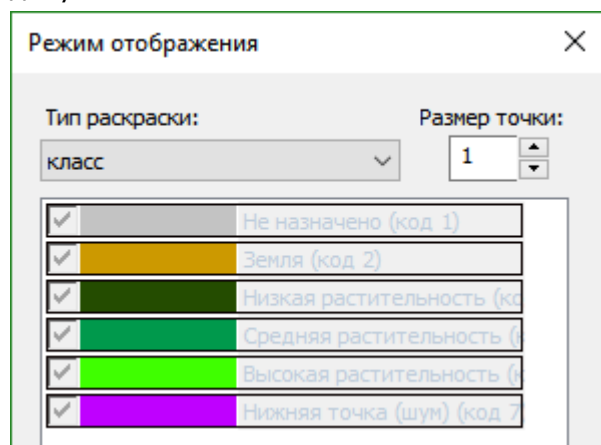 Режим отображения
Тип раскраски:
Размер точки:
класс
1
Не назначено (код 1)
Земля (код 2)
Низкая растительность (ко
Средняя растительность (
Высокая растительность (
Нижняя точка (шум) (код 7